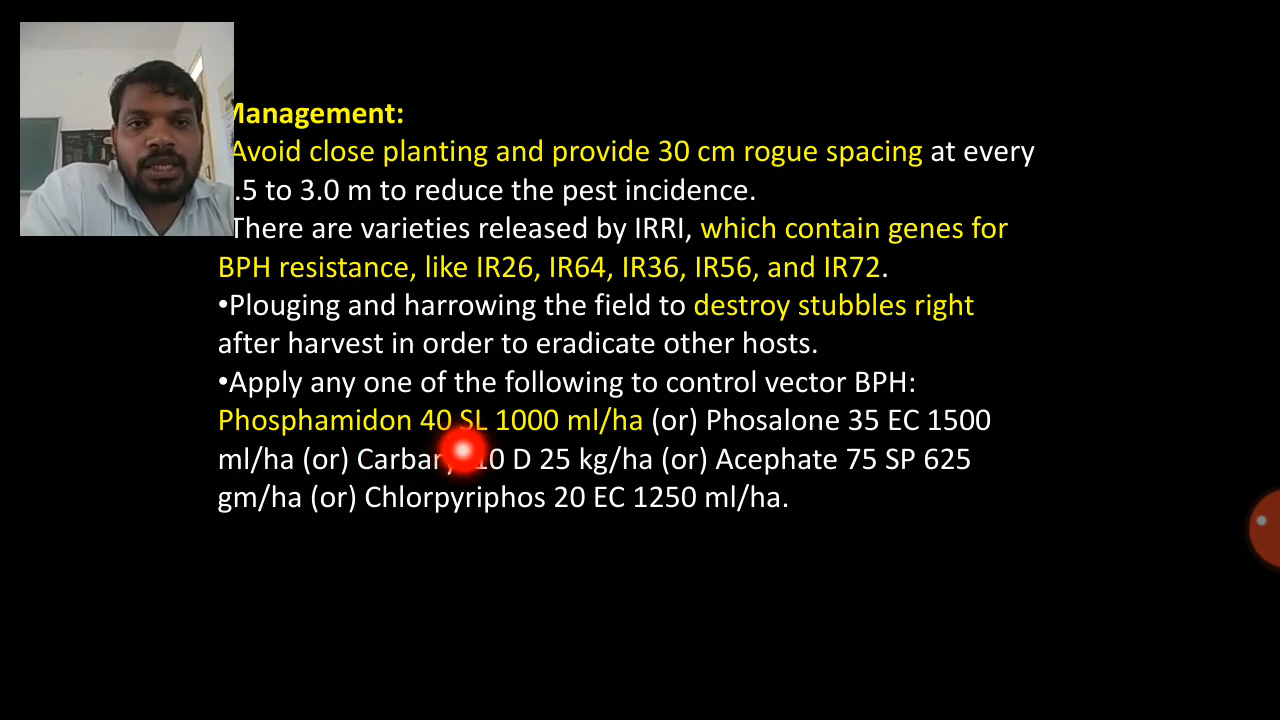 Management:
Avoid close planting and provide 30 cm rogue spacing at every
.5 to 3.0 m to reduce the pest incidence.
There are varieties released by IRRI, which contain genes for
BPH resistance, like IR26, IR64, IR36, IR56, and IR72.
•Plouging and harrowing the field to destroy stubbles right
after harvest in order to eradicate other hosts.
•Apply any one of the following to control vector BPH:
Phosphamidon 40 SL 1000 ml/ha (or) Phosalone 35 EC 1500
ml/ha (or) 10 D 25 kg/ha (or) Acephate 75 SP 625
gm/ha (or) Chlorpyriphos 20 EC 1250 ml/ha.